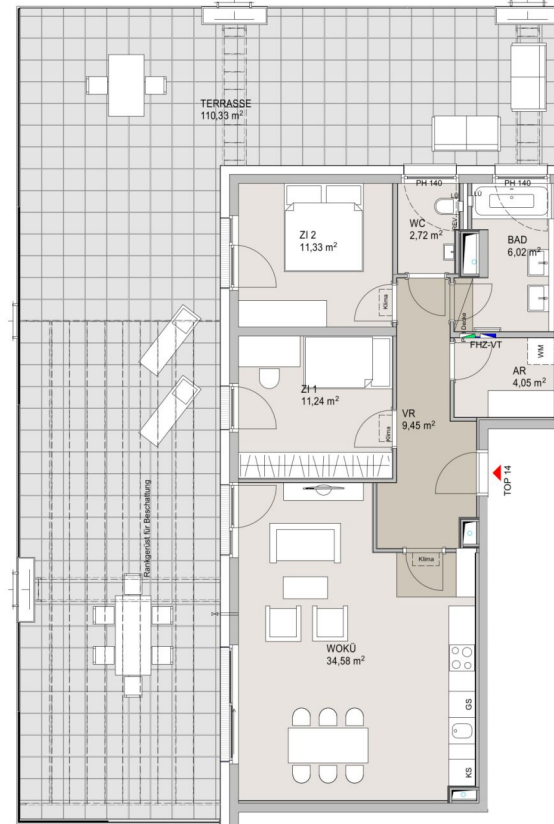 TERRASSE
110,33 m²
PH 140
PH 140
LÜ
WC
2,72 m²
REV
BAD
6,02 m²
ZI 2
11,33 m²
Klima
FHZ-VT
WM
AR
4,05 m²
ZI 1
11,24 m²
Klima
VR
9,45 m²
TOP 14
Rankgerüst für Beschattung
Klima
WOKÜ
34,58 m²
GS
KS